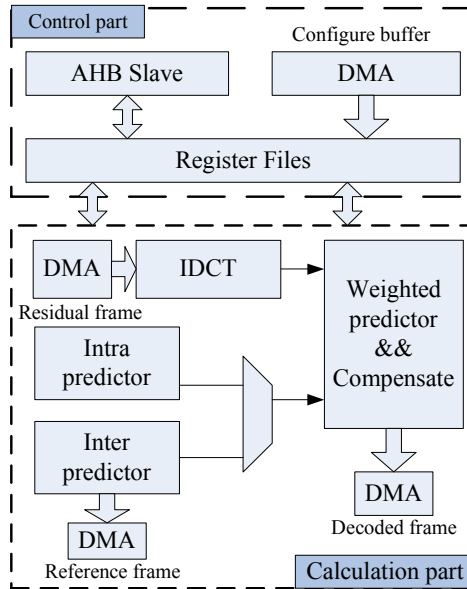 Control part
Configure buffer
AHB Slave
DMA
Register Files
DMA
IDCT
Residual frame
Weighted
predictor
&&
Compensate
Intra
predictor
Inter
predictor
DMA
Reference frame
DMA
Decoded frame
Calculation part